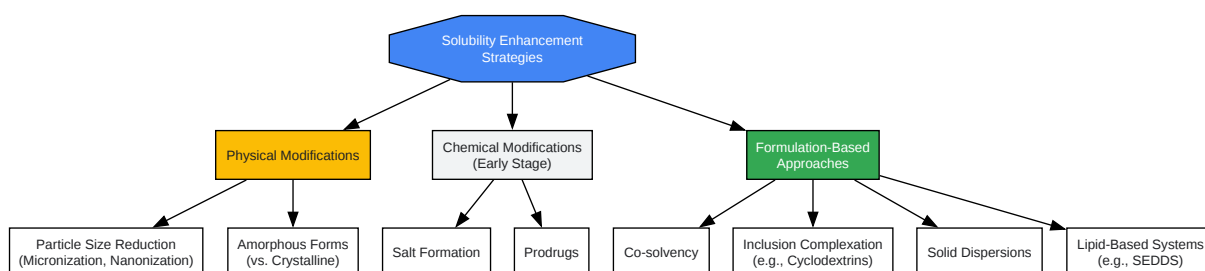 Solubility Enhancement
Strategies
Physical Modifications
Chemical Modifications
(Early Stage)
Formulation-Based
Approaches
Particle Size Reduction
(Micronization, Nanonization)
Amorphous Forms
(vs. Crystalline)
Salt Formation
Prodrugs
Co-solvency
Inclusion Complexation
(e.g., Cyclodextrins)
Solid Dispersions
Lipid-Based Systems
(e.g., SEDDS)